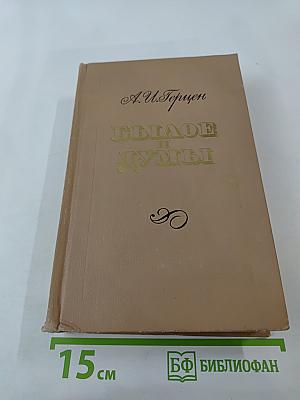 А.И.Герцен
БЫЛОЕ
И
ДУМЫ
15 см
БФ БИБЛИОФАН